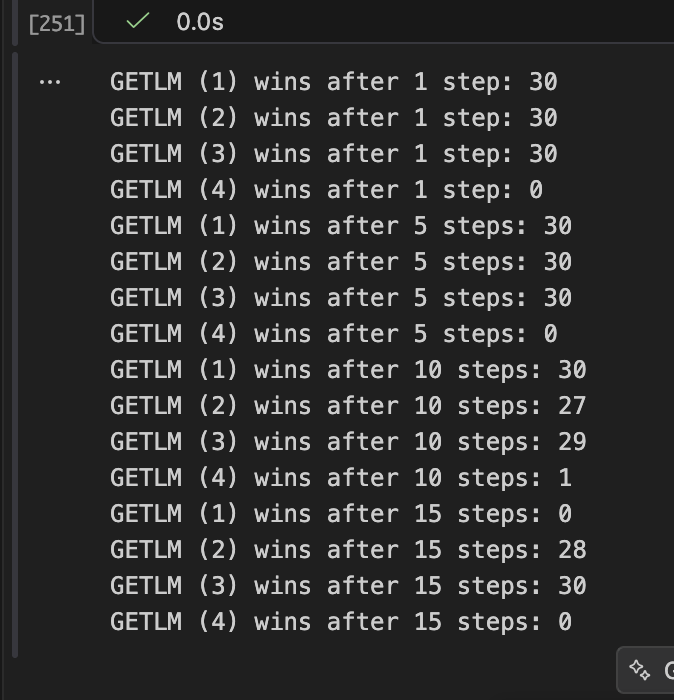 [251] ✓ 0.0s
... GETLM (1) wins after 1 step: 30
GETLM (2) wins after 1 step: 30
GETLM (3) wins after 1 step: 30
GETLM (4) wins after 1 step: 0
GETLM (1) wins after 5 steps: 30
GETLM (2) wins after 5 steps: 30
GETLM (3) wins after 5 steps: 30
GETLM (4) wins after 5 steps: 0
GETLM (1) wins after 10 steps: 30
GETLM (2) wins after 10 steps: 27
GETLM (3) wins after 10 steps: 29
GETLM (4) wins after 10 steps: 1
GETLM (1) wins after 15 steps: 0
GETLM (2) wins after 15 steps: 28
GETLM (3) wins after 15 steps: 30
GETLM (4) wins after 15 steps: 0